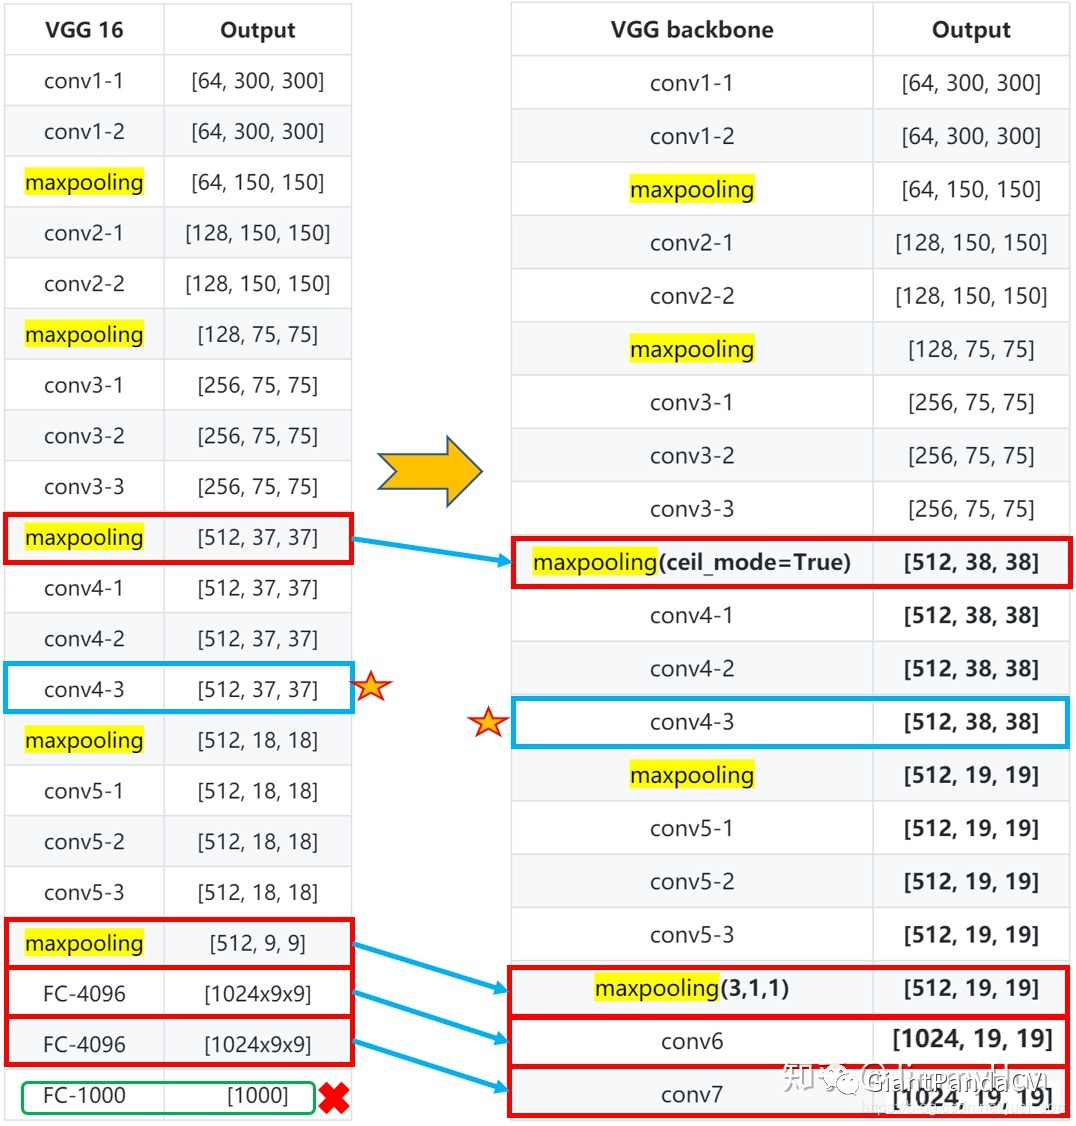 VGG 16 Output
conv1-1 [64, 300, 300]
conv1-2 [64, 300, 300]
maxpooling [64, 150, 150]
conv2-1 [128, 150, 150]
conv2-2 [128, 150, 150]
maxpooling [128, 75, 75]
conv3-1 [256, 75, 75]
conv3-2 [256, 75, 75]
conv3-3 [256, 75, 75]
maxpooling [512, 37, 37]
conv4-1 [512, 37, 37]
conv4-2 [512, 37, 37]
conv4-3 [512, 37, 37]
maxpooling [512, 18, 18]
conv5-1 [512, 18, 18]
conv5-2 [512, 18, 18]
conv5-3 [512, 18, 18]
maxpooling [512, 9, 9]
FC-4096 [1024x9x9]
FC-4096 [1024x9x9]
FC-1000 [1000]
VGG backbone Output
conv1-1 [64, 300, 300]
conv1-2 [64, 300, 300]
maxpooling [64, 150, 150]
conv2-1 [128, 150, 150]
conv2-2 [128, 150, 150]
maxpooling [128, 75, 75]
conv3-1 [256, 75, 75]
conv3-2 [256, 75, 75]
conv3-3 [256, 75, 75]
maxpooling(ceil_mode=True) [512, 38, 38]
conv4-1 [512, 38, 38]
conv4-2 [512, 38, 38]
conv4-3 [512, 38, 38]
maxpooling [512, 19, 19]
conv5-1 [512, 19, 19]
conv5-2 [512, 19, 19]
conv5-3 [512, 19, 19]
maxpooling(3,1,1) [512, 19, 19]
conv6 [1024, 19, 19]
conv7 [1024, 19, 19]
GiantPandaCV